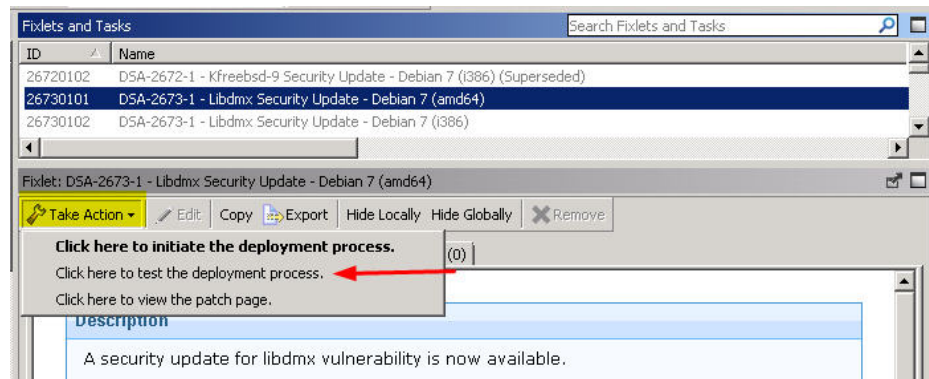 Fixlets and Tasks Search Fixlets and Tasks
ID Name
26720102 DSA-2672-1 - Kfreebsd-9 Security Update - Debian 7 (i386) (Superseded)
26730101 DSA-2673-1 - Libdmx Security Update - Debian 7 (amd64)
26730102 DSA-2673-1 - Libdmx Security Update - Debian 7 (i386)
Fixlet: DSA-2673-1 - Libdmx Security Update - Debian 7 (amd64)
Take Action Edit Copy Export Hide Locally Hide Globally Remove
Click here to initiate the deployment process.
(0)
Click here to test the deployment process.
Click here to view the patch page.
Description
A security update for libdmx vulnerability is now available.